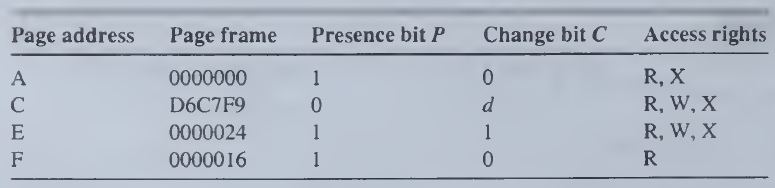 Page address Page frame Presence bit P Change bit C Access rights
A 0000000 1 0 R, X
C D6C7F9 0 d R, W, X
E 0000024 1 1 R, W, X
F 0000016 1 0 R